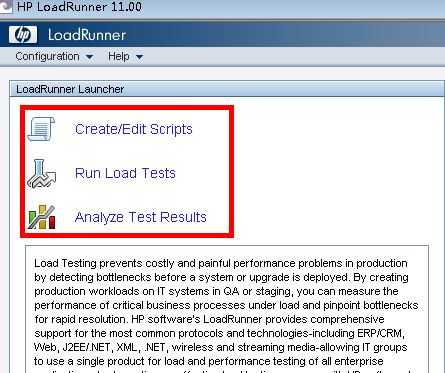 HP LoadRunner 11.00
hp LoadRunner
Configuration Help
LoadRunner Launcher
Create/Edit Scripts
Run Load Tests
Analyze Test Results
Load Testing prevents costly and painful performance problems in production
by detecting bottlenecks before a system or upgrade is deployed. By creating
production workloads on IT systems in QA or staging, you can measure the
performance of critical business processes under load and pinpoint bottlenecks
for rapid resolution. HP software's LoadRunner provides comprehensive
support for the most common protocols and technologies-including ERP/CRM,
Web, J2EE/.NET, XML, .NET, wireless and streaming media-allowing IT groups
to use a single product for load and performance testing of all enterprise